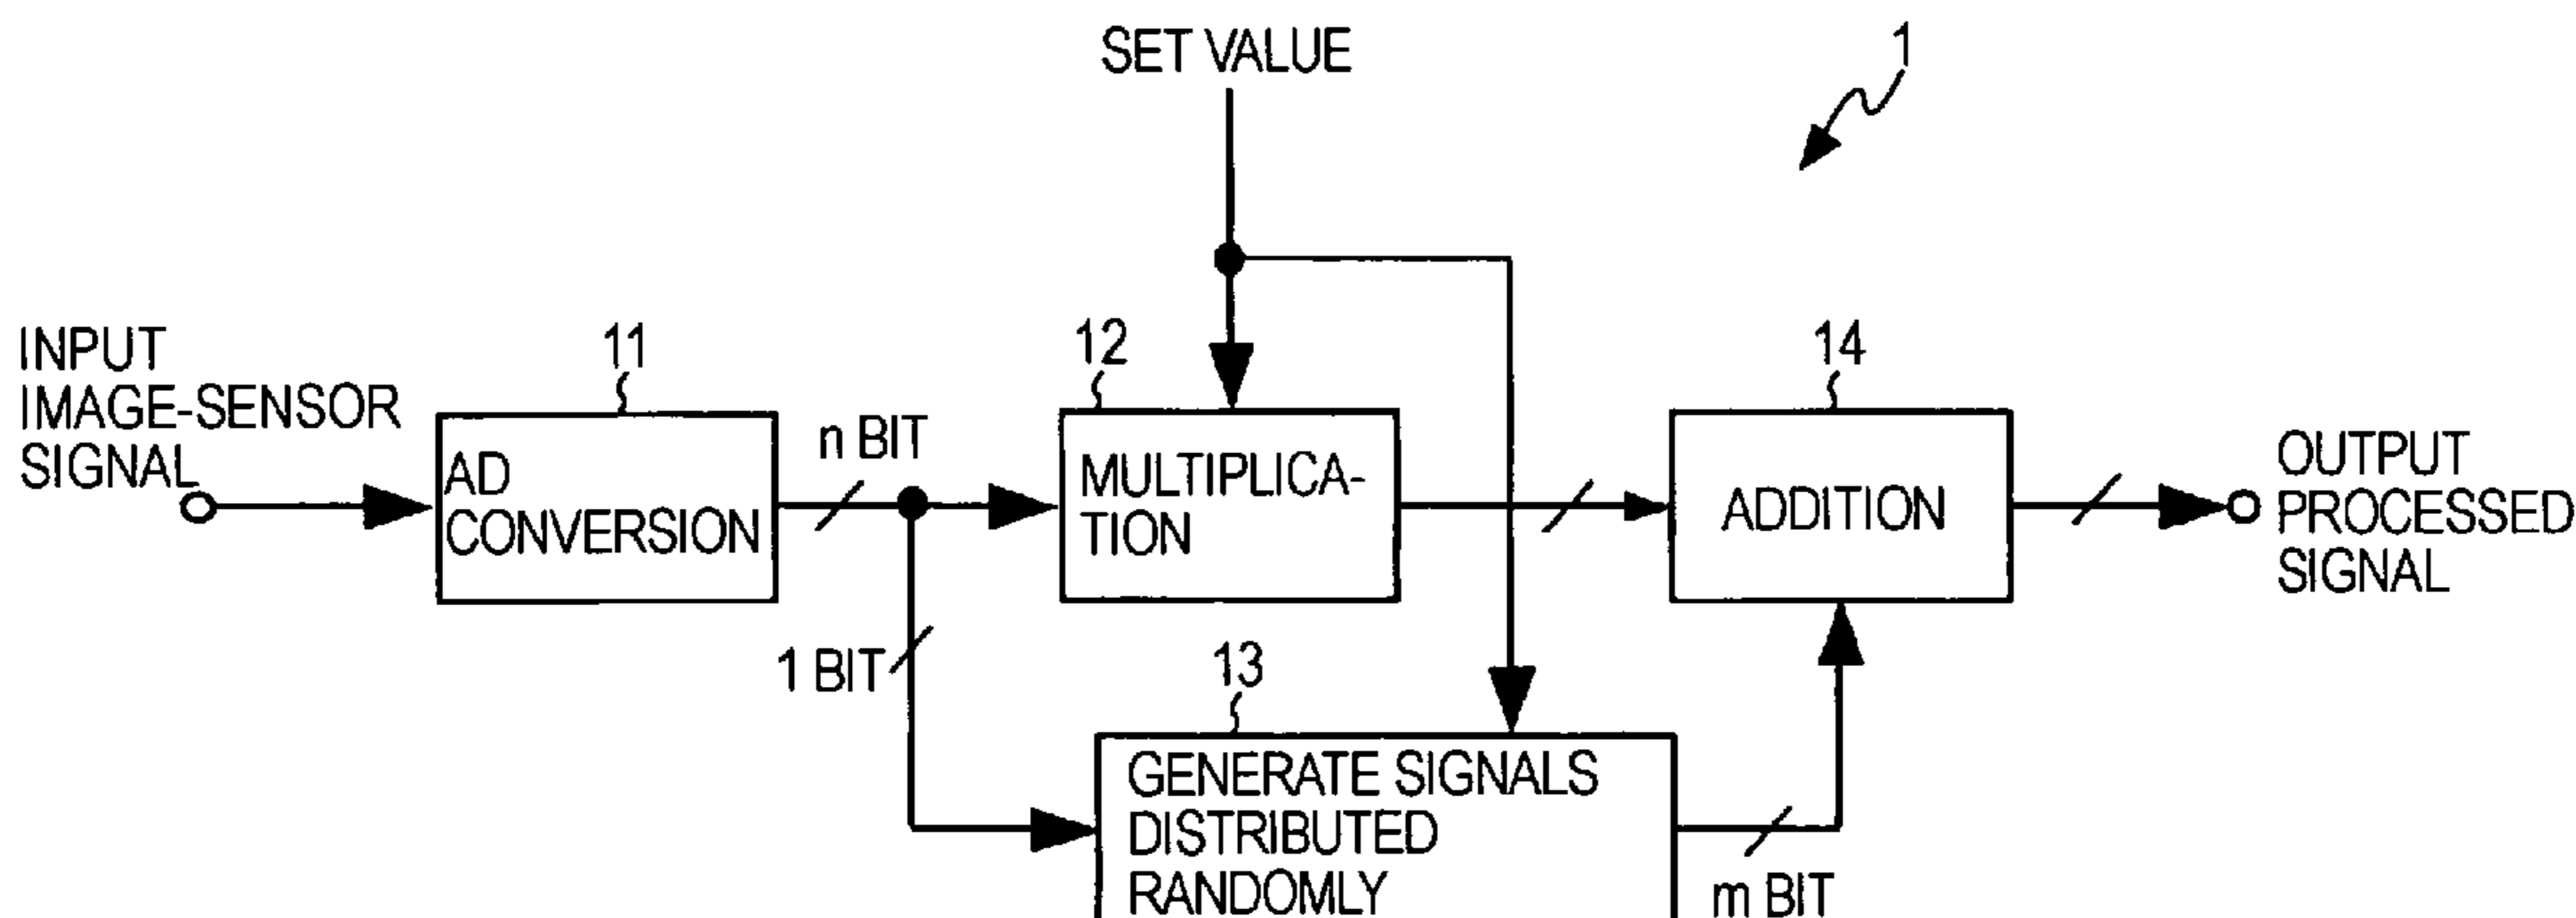 SET VALUE
1
INPUT
IMAGE-SENSOR
SIGNAL
11
AD
CONVERSION
n BIT
1 BIT
12
MULTIPLICA-
TION
13
GENERATE SIGNALS
DISTRIBUTED
RANDOMLY
m BIT
14
ADDITION
OUTPUT
PROCESSED
SIGNAL